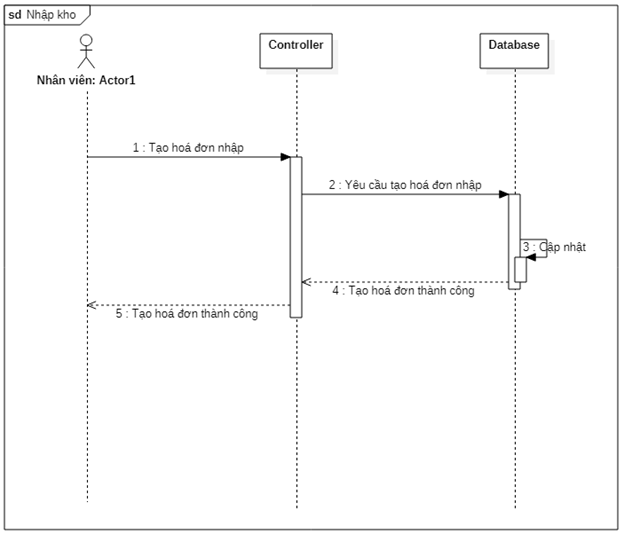 sd Nhập kho
Controller
Database
Nhân viên: Actor1
1 : Tạo hoá đơn nhập
2 : Yêu cầu tạo hoá đơn nhập
3 : Cập nhật
4 : Tạo hoá đơn thành công
5 : Tạo hoá đơn thành công